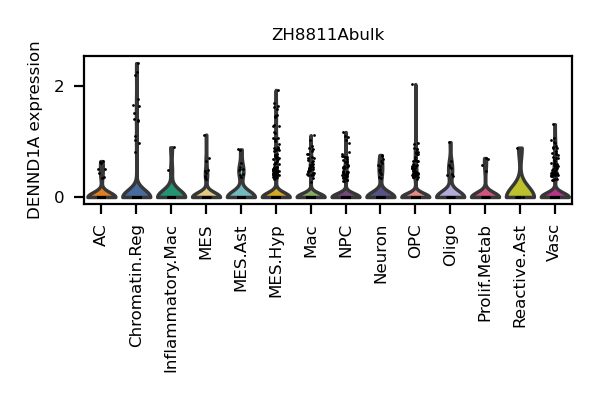 ZH8811Abulk
DENND1A expression
2
0
AC
Chromatin.Reg
Inflammatory.Mac
MES
MES.Ast
MES.Hyp
Mac
NPC
Neuron
OPC
Oligo
Prolif.Metab
Reactive.Ast
Vasc